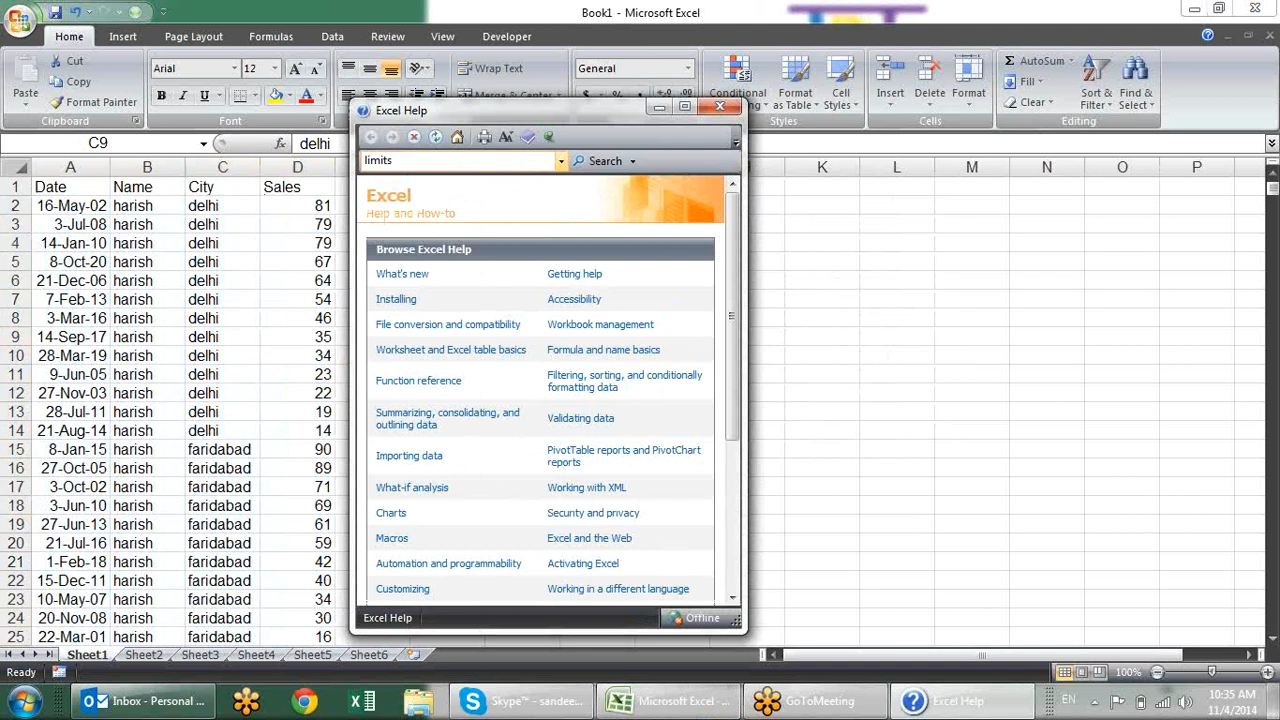 Book1 - Microsoft Excel
Home Insert Page Layout Formulas Data Review View Developer
Paste
Cut
Copy
Format Painter
Clipboard
Arial 12
B I U
Font
Wrap Text
General
Conditional Format as Table Cell Styles
Styles
Insert Delete Format
Cells
AutoSum
Fill
Clear
Sort & Filter Find & Select
Editing
C9 fx delhi
A B C D K L M N O P
1 Date Name City Sales
2 16-May-02 harish delhi 81
3 3-Jul-08 harish delhi 79
4 14-Jan-10 harish delhi 79
5 8-Oct-20 harish delhi 67
6 21-Dec-06 harish delhi 64
7 7-Feb-13 harish delhi 54
8 3-Mar-16 harish delhi 46
9 14-Sep-17 harish delhi 35
10 28-Mar-19 harish delhi 34
11 9-Jun-05 harish delhi 23
12 27-Nov-03 harish delhi 22
13 28-Jul-11 harish delhi 19
14 21-Aug-14 harish delhi 14
15 8-Jan-15 harish faridabad 90
16 27-Oct-05 harish faridabad 89
17 3-Oct-02 harish faridabad 71
18 3-Jun-10 harish faridabad 69
19 27-Jun-13 harish faridabad 61
20 21-Jul-16 harish faridabad 59
21 1-Feb-18 harish faridabad 42
22 15-Dec-11 harish faridabad 40
23 10-May-07 harish faridabad 34
24 20-Nov-08 harish faridabad 30
25 22-Mar-01 harish faridabad 16
Excel Help
limits Search
Excel
Help and How-to
Browse Excel Help
What's new Getting help
Installing Accessibility
File conversion and compatibility Workbook management
Worksheet and Excel table basics Formula and name basics
Function reference Filtering, sorting, and conditionally
formatting data
Summarizing, consolidating, and
outlining data Validating data
Importing data PivotTable reports and PivotChart
reports
What-if analysis Working with XML
Charts Security and privacy
Macros Excel and the Web
Automation and programmability Activating Excel
Customizing Working in a different language
Excel Help Offline
Sheet1 Sheet2 Sheet3 Sheet4 Sheet5 Sheet6
Ready 100%
Inbox - Personal ... Skype™ - sandee... Microsoft Excel - ... GoToMeeting Excel Help EN 10:35 AM
11/4/2014